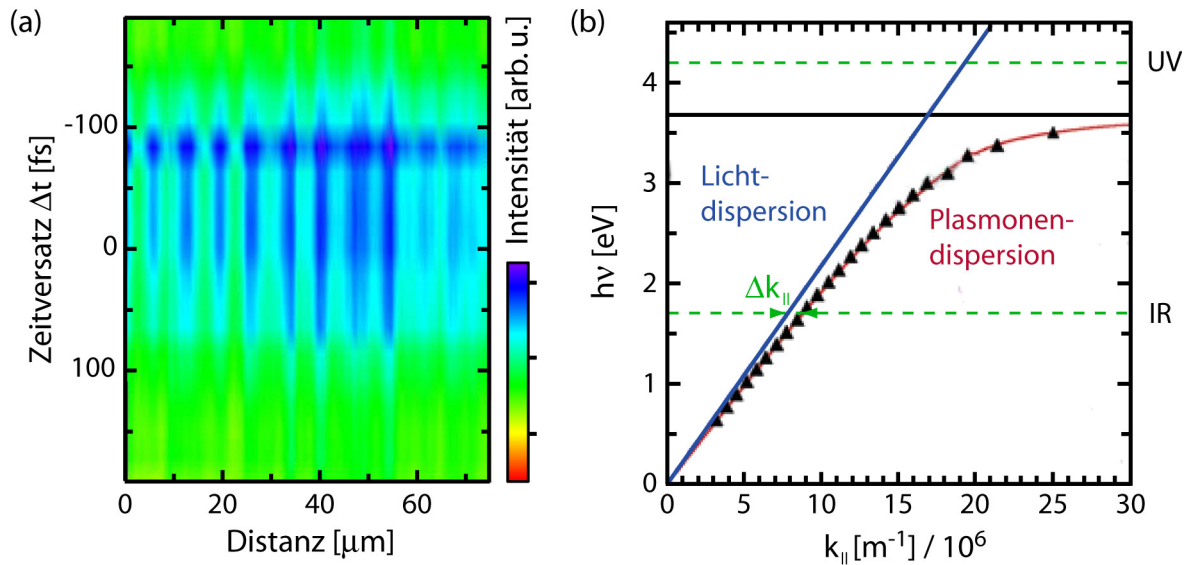 (a)
Zeitversatz Δt [fs]
-100
0
100
0
20
40
60
Distanz [μm]
Intensität [arb. u.]
(b)
hν [eV]
4
3
2
1
0
Licht-
dispersion
Plasmonen-
dispersion
Δk||
UV
IR
0
5
10
15
20
25
30
k|| [m⁻¹] / 10⁶